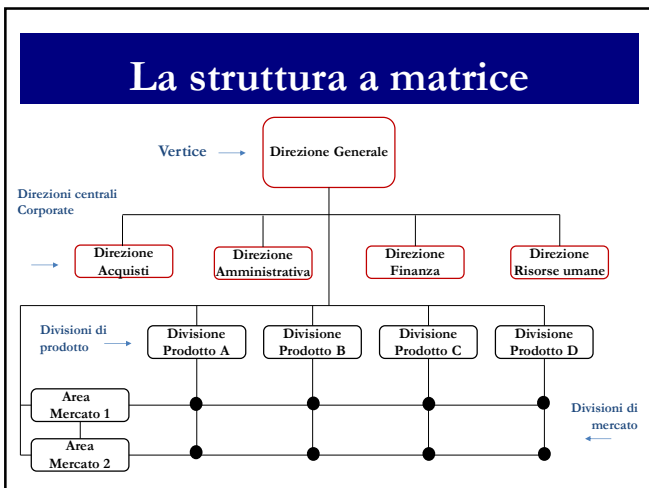 La struttura a matrice
Vertice
Direzione Generale
Direzioni centrali
Corporate
Direzione
Acquisti
Direzione
Amministrativa
Direzione
Finanza
Direzione
Risorse umane
Divisioni di
prodotto
Divisione
Prodotto A
Divisione
Prodotto B
Divisione
Prodotto C
Divisione
Prodotto D
Area
Mercato 1
Divisioni di
mercato
Area
Mercato 2